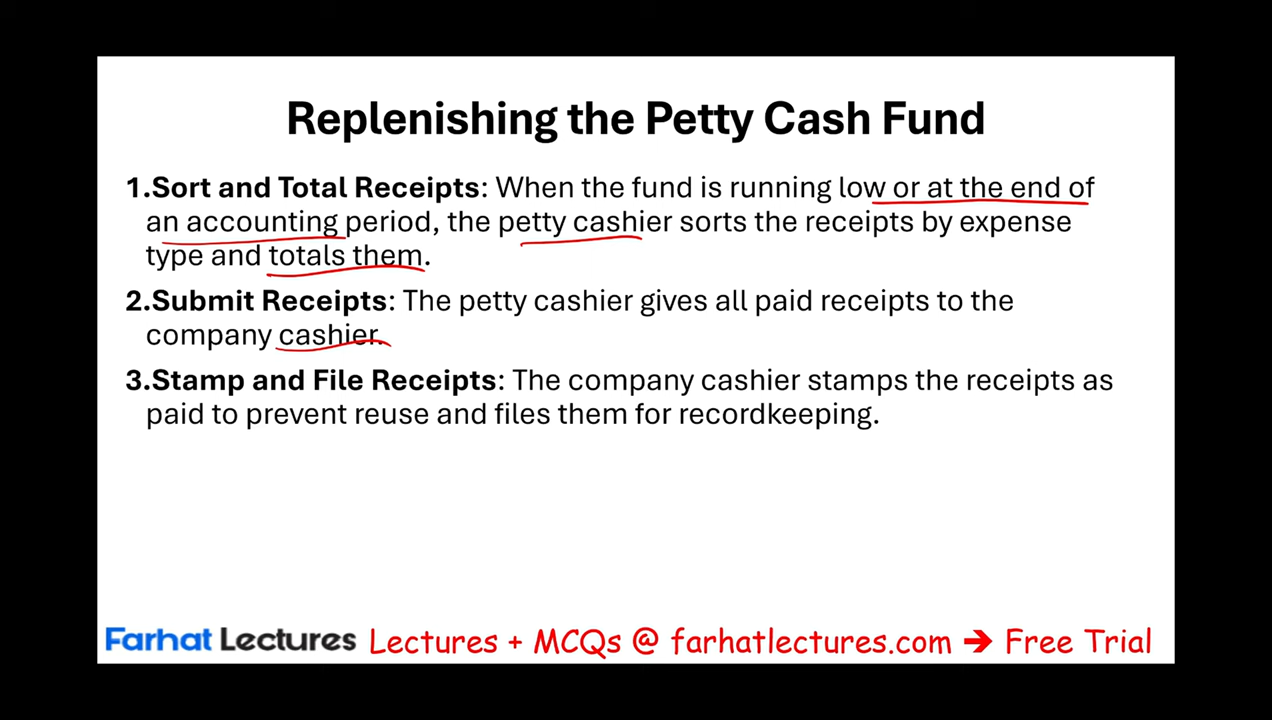 Replenishing the Petty Cash Fund
1.Sort and Total Receipts: When the fund is running low or at the end of
an accounting period, the petty cashier sorts the receipts by expense
type and totals them.
2.Submit Receipts: The petty cashier gives all paid receipts to the
company cashier.
3.Stamp and File Receipts: The company cashier stamps the receipts as
paid to prevent reuse and files them for recordkeeping.
Farhat Lectures Lectures + MCQs @ farhatlectures.com → Free Trial